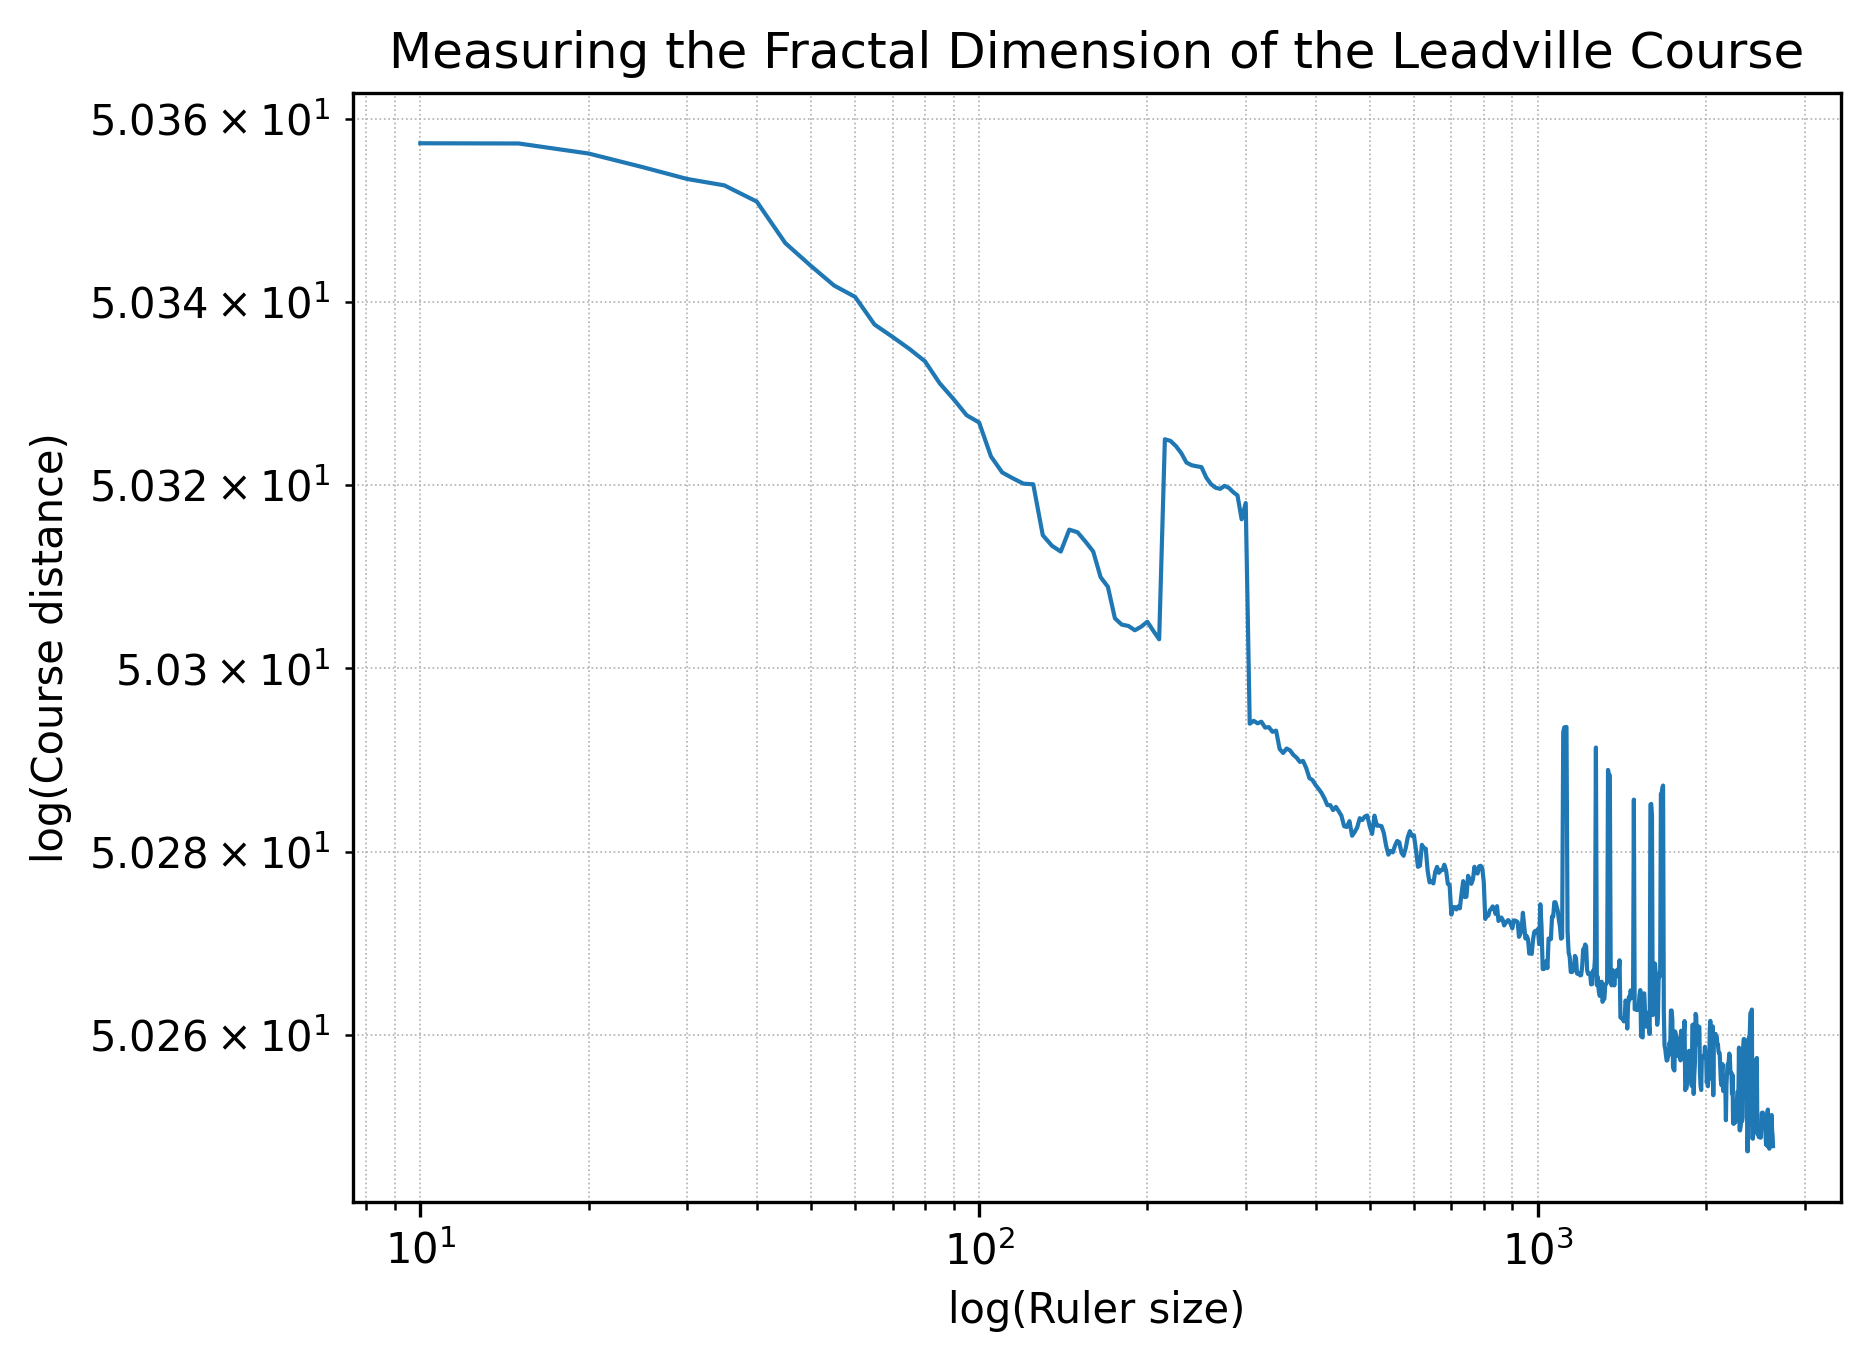 Measuring the Fractal Dimension of the Leadville Course
5.036 × 10¹
5.034 × 10¹
5.032 × 10¹
5.03 × 10¹
5.028 × 10¹
5.026 × 10¹
log(Course distance)
10¹ 10² 10³
log(Ruler size)